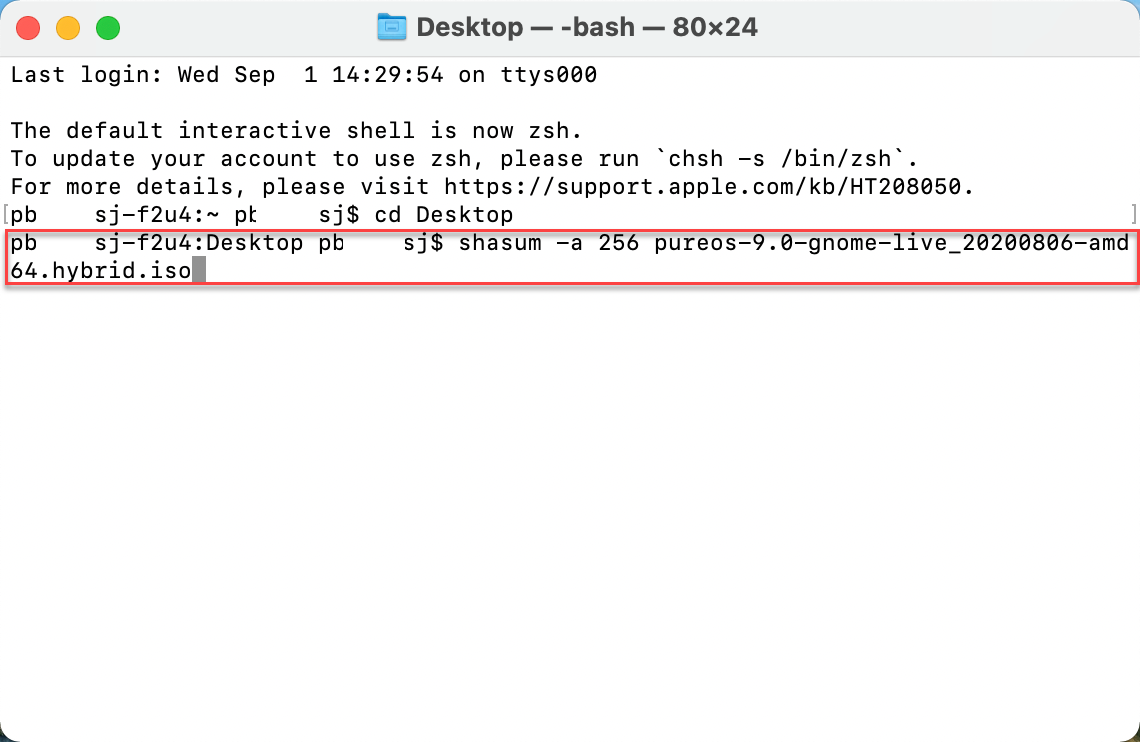 Desktop — -bash — 80×24
Last login: Wed Sep  1 14:29:54 on ttys000
The default interactive shell is now zsh.
To update your account to use zsh, please run `chsh -s /bin/zsh`.
For more details, please visit https://support.apple.com/kb/HT208050.
[pb    sj-f2u4:~ pb    sj$ cd Desktop ]
pb    sj-f2u4:Desktop pb    sj$ shasum -a 256 pureos-9.0-gnome-live_20200806-amd
64.hybrid.iso